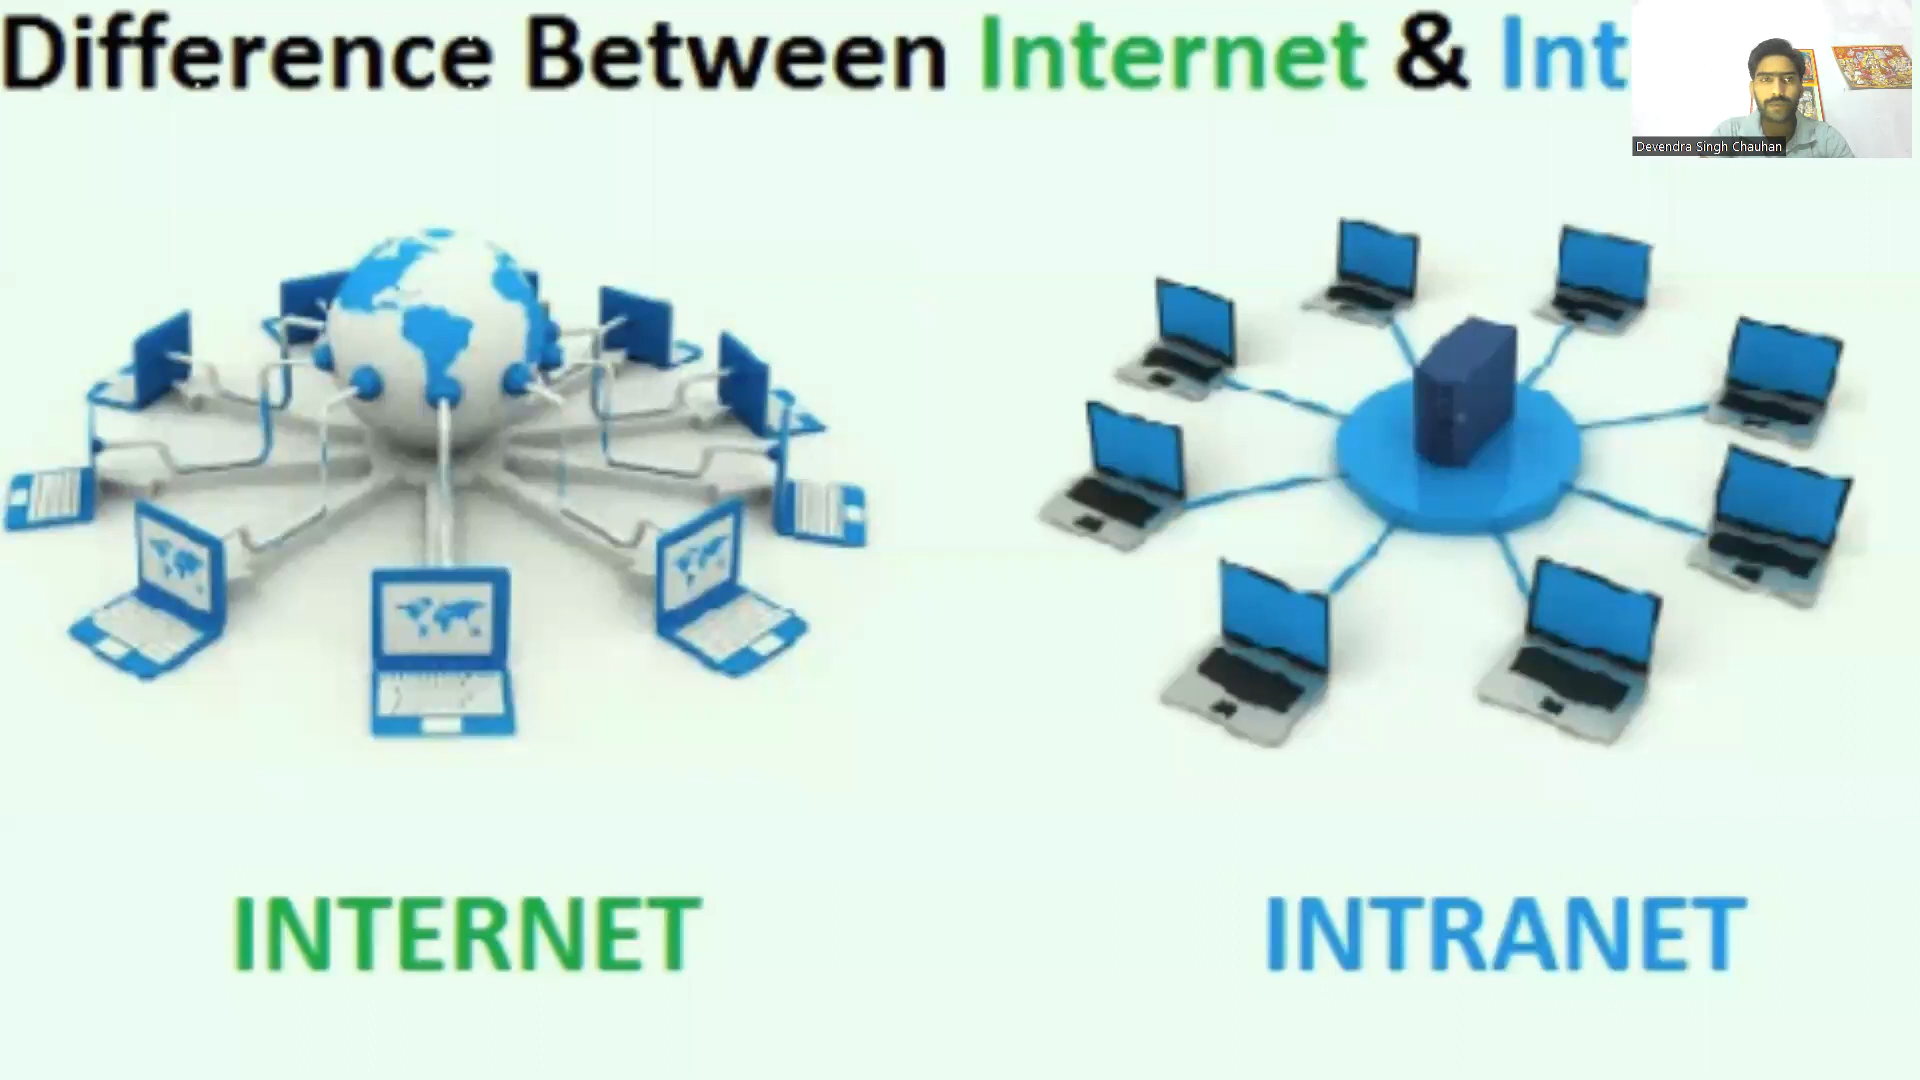 Difference Between Internet & Int
Devendra Singh Chauhan
INTERNET
INTRANET